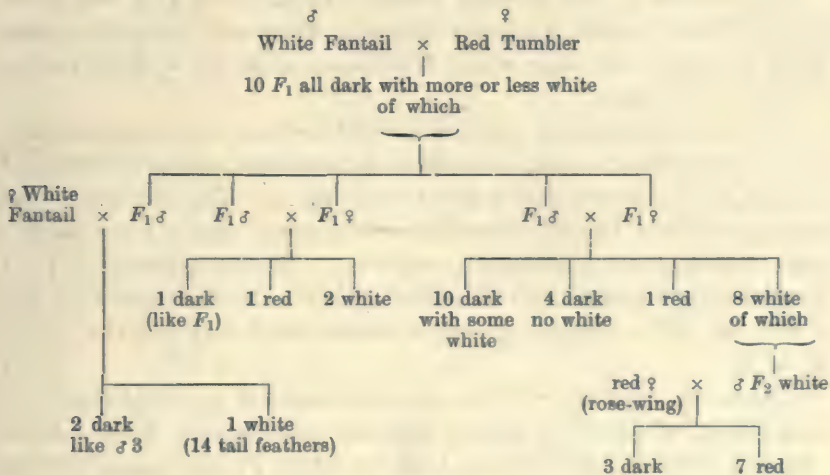 ♂ ♀
White Fantail × Red Tumbler
10 F₁ all dark with more or less white
of which
♀ White
Fantail × F₁ ♂ F₁ ♂ × F₁ ♀ F₁ ♂ × F₁ ♀
1 dark 1 red 2 white 10 dark 4 dark 1 red 8 white
(like F₁) with some no white of which
white
red ♀ × ♂ F₂ white
(rose-wing)
2 dark 1 white
like ♂ 3 (14 tail feathers)
3 dark 7 red